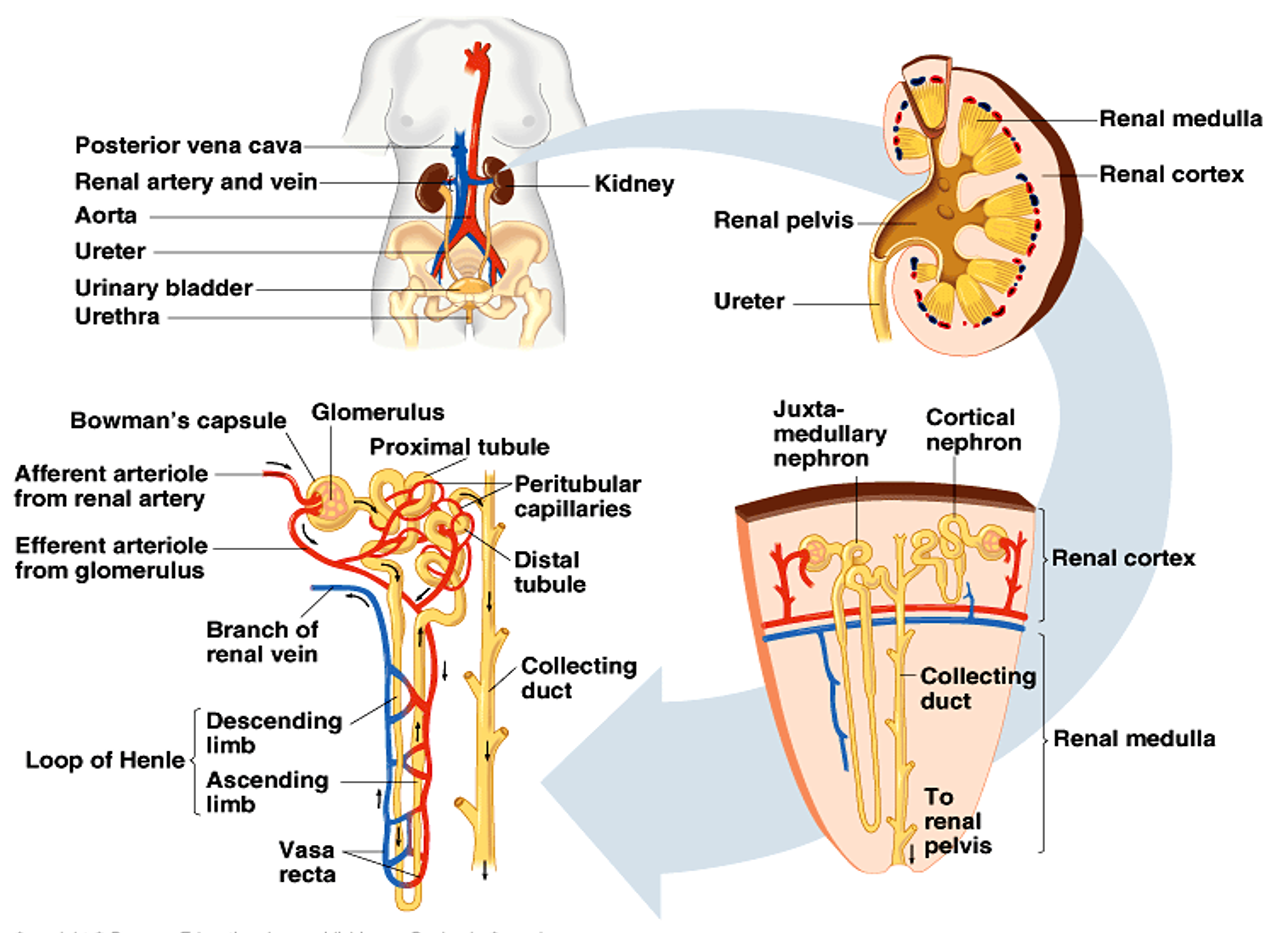 Posterior vena cava
Renal artery and vein
Aorta
Ureter
Urinary bladder
Urethra
Kidney
Renal medulla
Renal cortex
Renal pelvis
Ureter
Bowman's capsule
Glomerulus
Proximal tubule
Afferent arteriole
from renal artery
Peritubular
capillaries
Efferent arteriole
from glomerulus
Distal
tubule
Branch of
renal vein
Collecting
duct
Descending
limb
Loop of Henle
Ascending
limb
Vasa
recta
Juxta-
medullary
nephron
Cortical
nephron
Renal cortex
Collecting
duct
Renal medulla
To
renal
pelvis